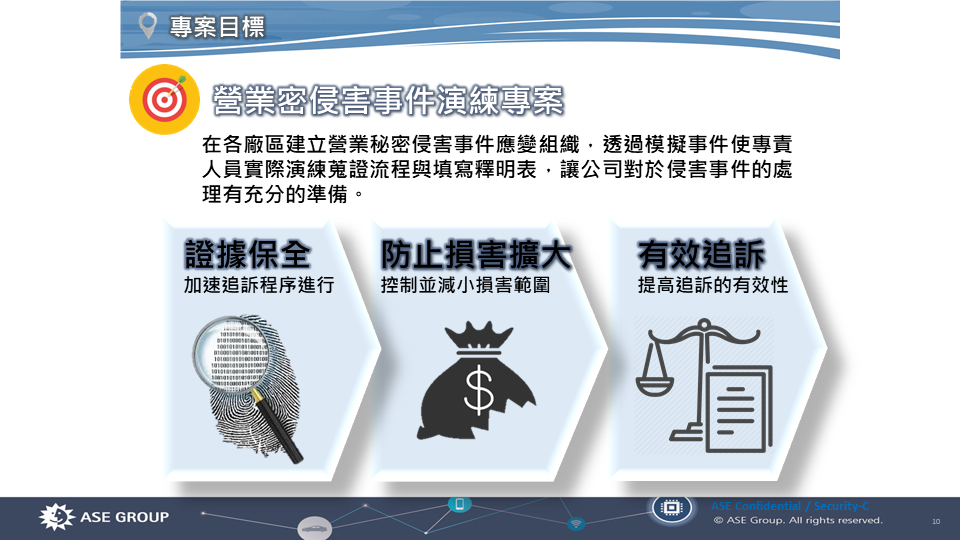 專案目標
營業密侵害事件演練專案
在各廠區建立營業秘密侵害事件應變組織，透過模擬事件使專責
人員實際演練蒐證流程與填寫釋明表，讓公司對於侵害事件的處
理有充分的準備。
證據保全
加速追訴程序進行
防止損害擴大
控制並減小損害範圍
有效追訴
提高追訴的有效性
$
ASE GROUP
ASE Confidential / Security-C
© ASE Group. All rights reserved.
10